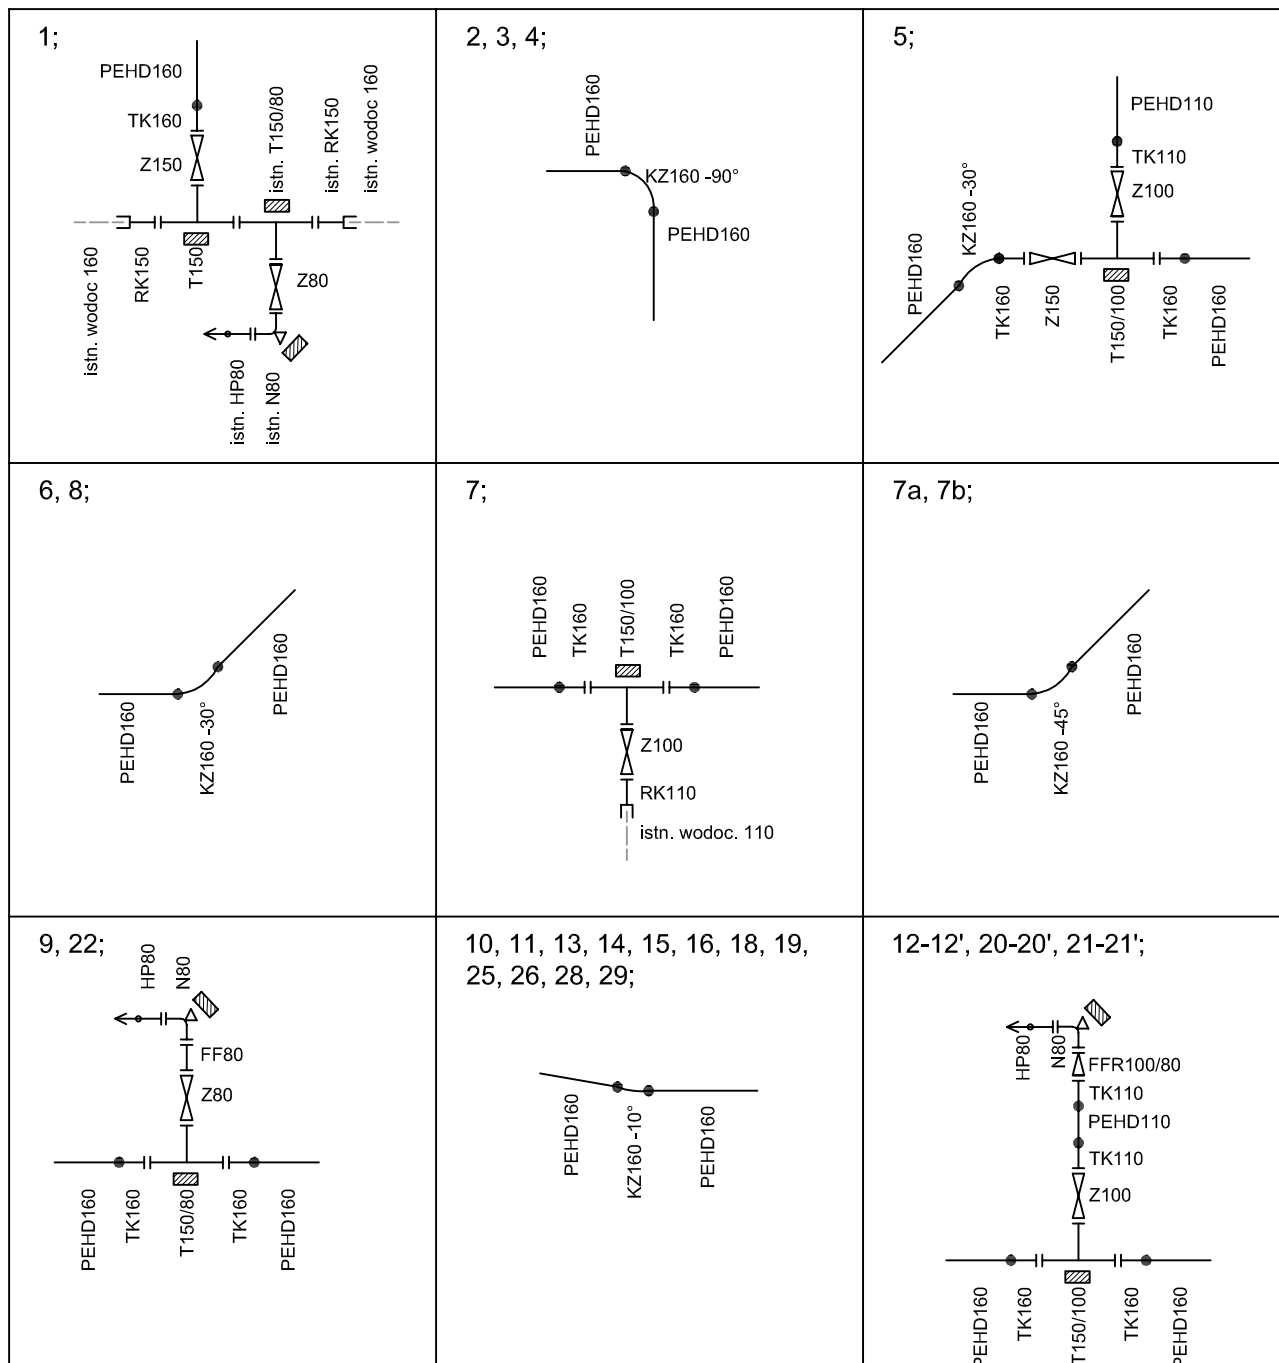 1;
PEHD160
TK160
Z150
istn. T150/80
istn. RK150
istn. wodoc 160
istn. wodoc 160
RK150
T150
Z80
istn. HP80
istn. N80
2, 3, 4;
PEHD160
KZ160 -90°
PEHD160
5;
PEHD110
TK110
Z100
KZ160 -30°
PEHD160
TK160
Z150
T150/100
TK160
PEHD160
6, 8;
PEHD160
KZ160 -30°
PEHD160
7;
PEHD160
TK160
T150/100
TK160
PEHD160
Z100
RK110
istn. wodoc. 110
7a, 7b;
PEHD160
KZ160 -45°
PEHD160
9, 22;
HP80
N80
FF80
Z80
PEHD160
TK160
T150/80
TK160
PEHD160
10, 11, 13, 14, 15, 16, 18, 19,
25, 26, 28, 29;
PEHD160
KZ160 -10°
PEHD160
12-12', 20-20', 21-21';
HP80
N80
FFR100/80
TK110
PEHD110
TK110
Z100
PEHD160
TK160
T150/100
TK160
PEHD160